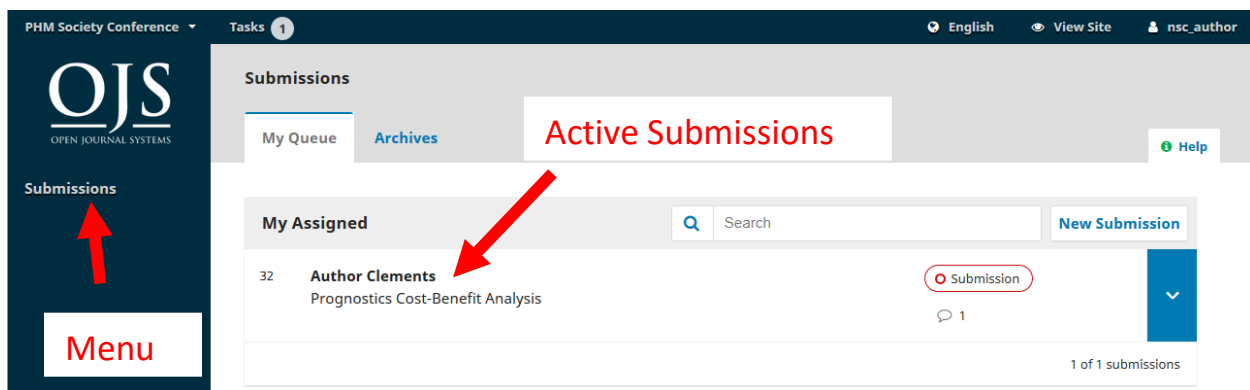 PHM Society Conference Tasks 1 English View Site nsc_author
OJS
OPEN JOURNAL SYSTEMS
Submissions
Submissions
My Queue Archives
Active Submissions
Help
My Assigned Search New Submission
32 Author Clements Submission
Prognostics Cost-Benefit Analysis
1
1 of 1 submissions
Menu